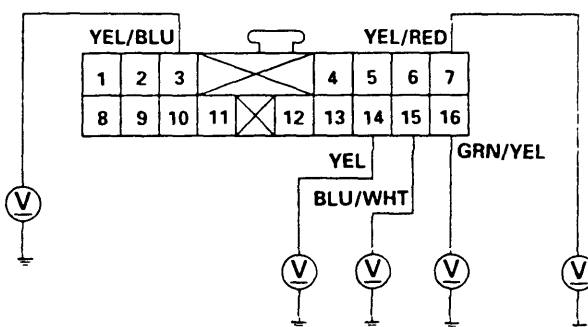 YEL/BLU YEL/RED
1 2 3 4 5 6 7
8 9 10 11 12 13 14 15 16
YEL GRN/YEL
BLU/WHT
V
V V V V